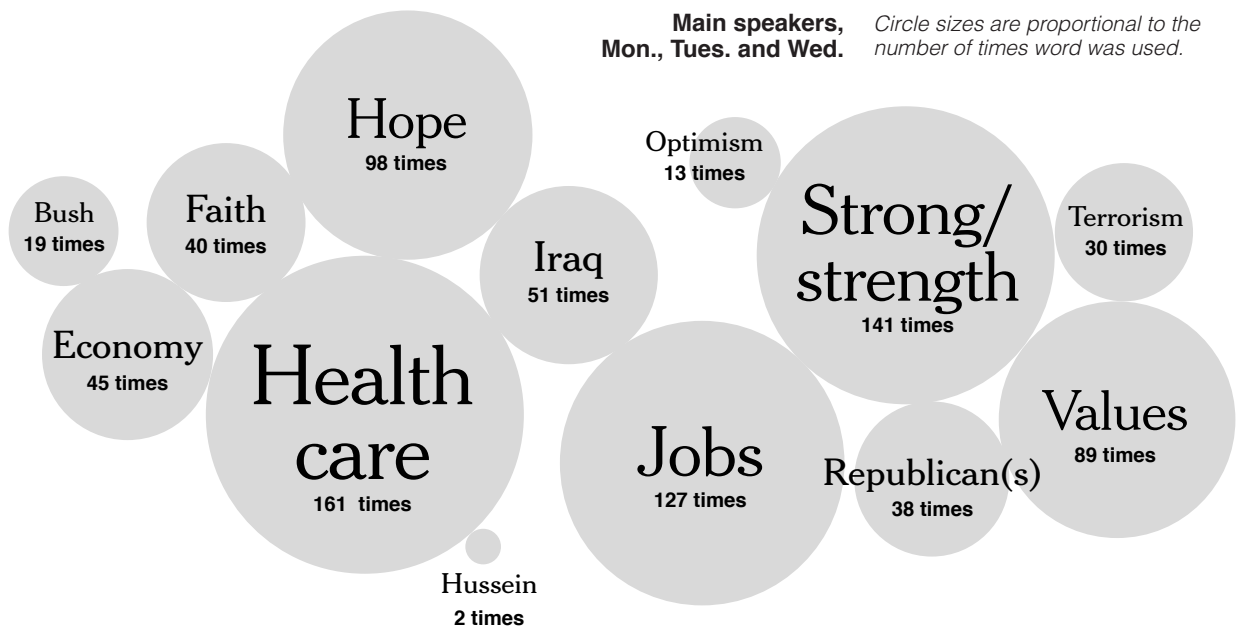 Main speakers,
Mon., Tues. and Wed.
Circle sizes are proportional to the
number of times word was used.
Hope
98 times
Optimism
13 times
Bush
19 times
Faith
40 times
Iraq
51 times
Strong/
strength
141 times
Terrorism
30 times
Economy
45 times
Health
care
161 times
Jobs
127 times
Republican(s)
38 times
Values
89 times
Hussein
2 times